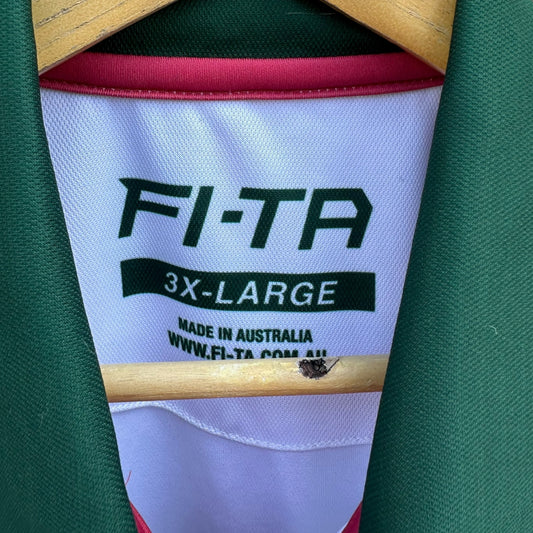 FI-TA
3X-LARGE
MADE IN AUSTRALIA
WWW.FI-TA.COM.AU